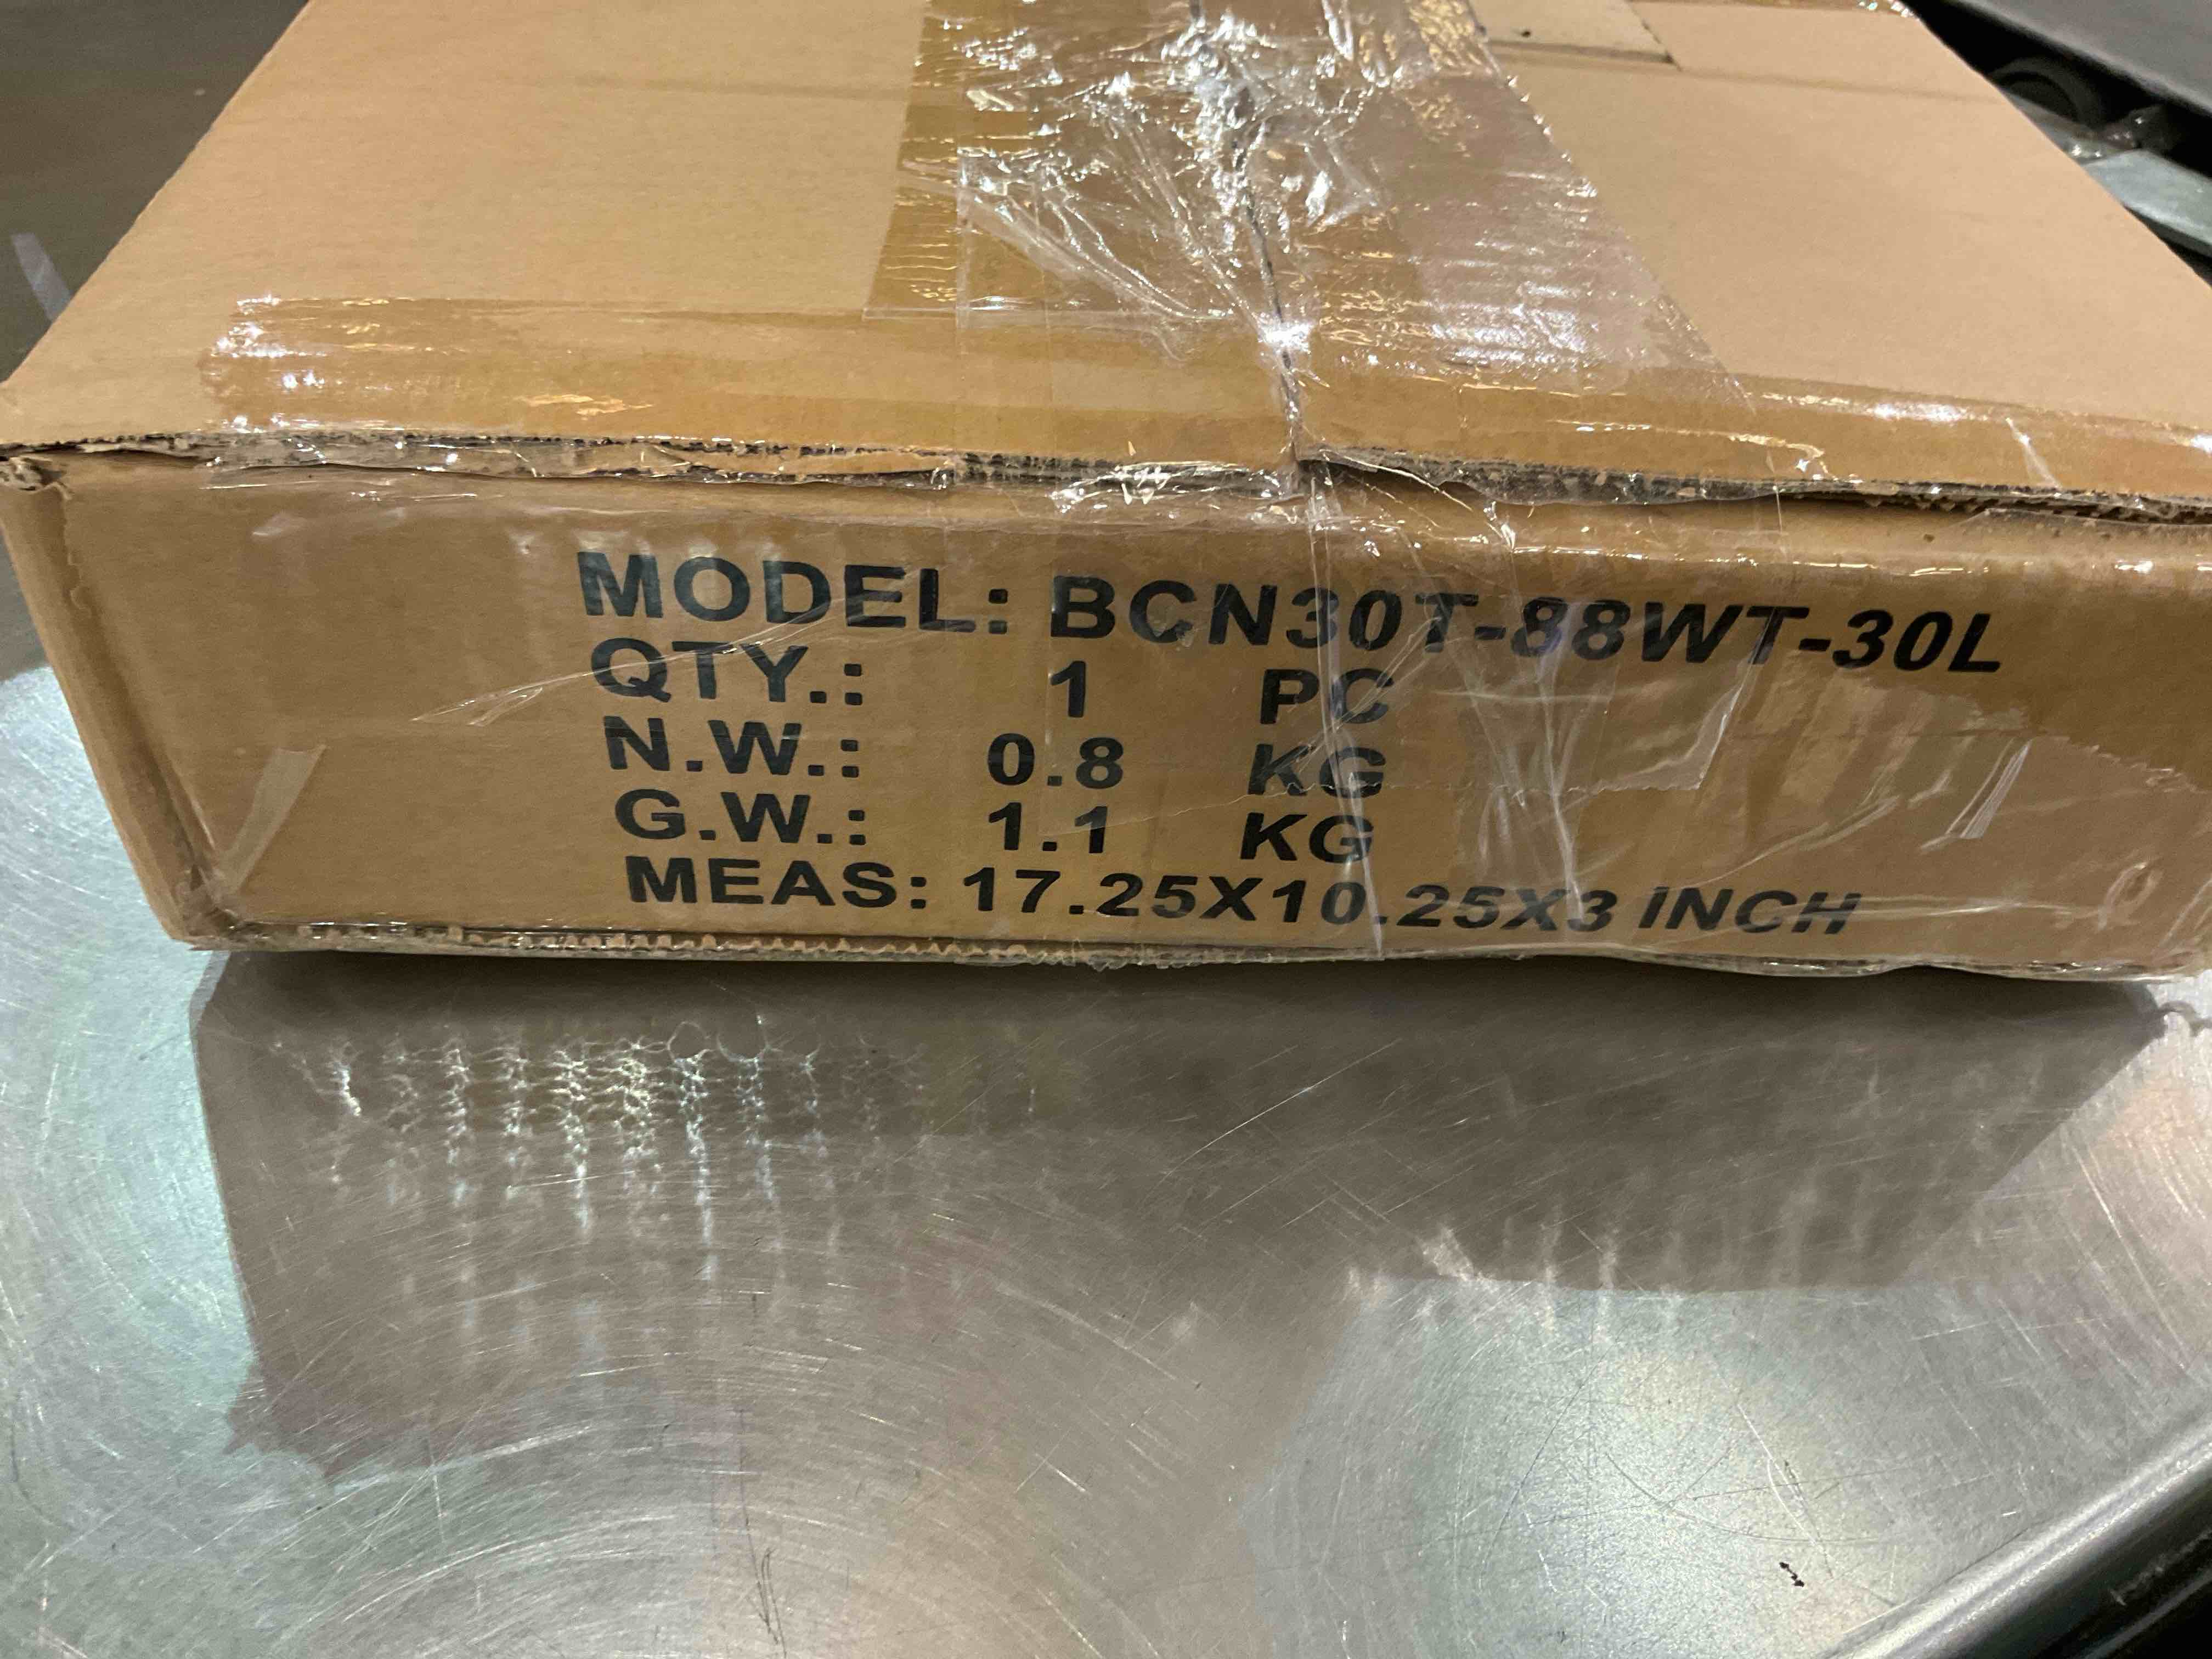 MODEL: BCN30T-88WT-30L
QTY.: 1 PC
N.W.: 0.8 KG
G.W.: 1.1 KG
MEAS: 17.25X10.25X3 INCH